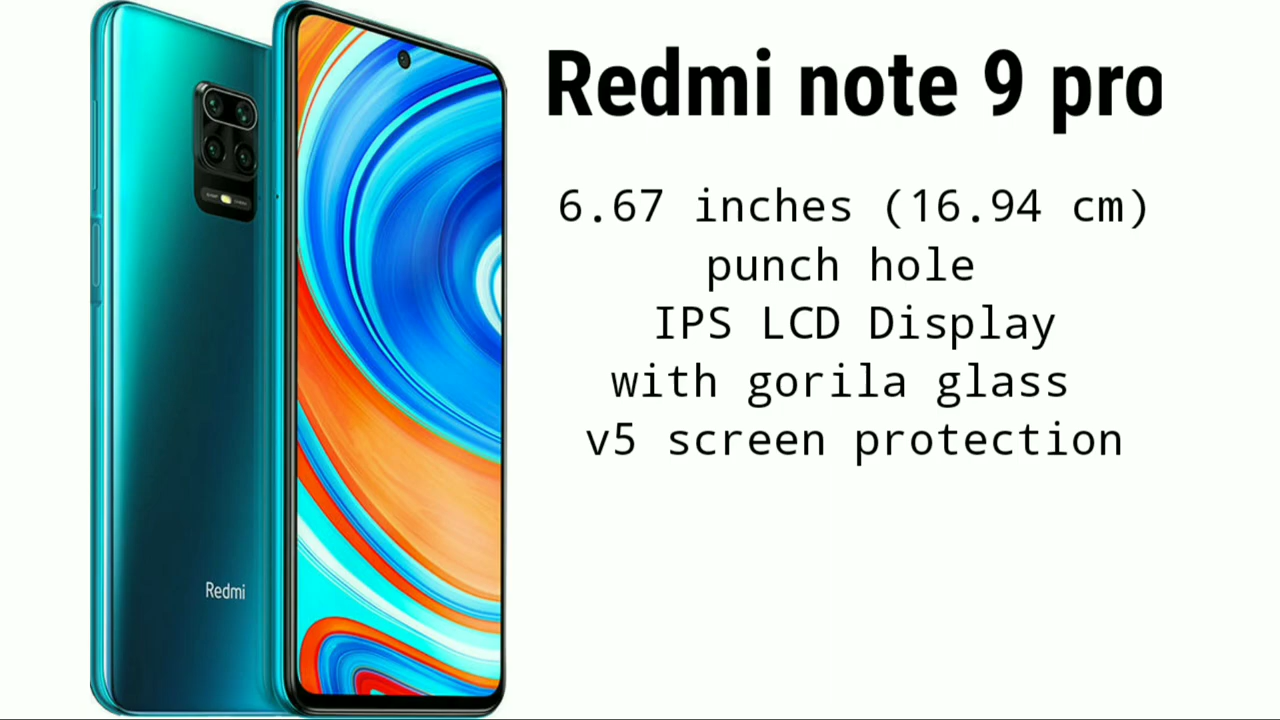 Redmi note 9 pro
6.67 inches (16.94 cm)
punch hole
IPS LCD Display
with gorila glass
v5 screen protection
Redmi